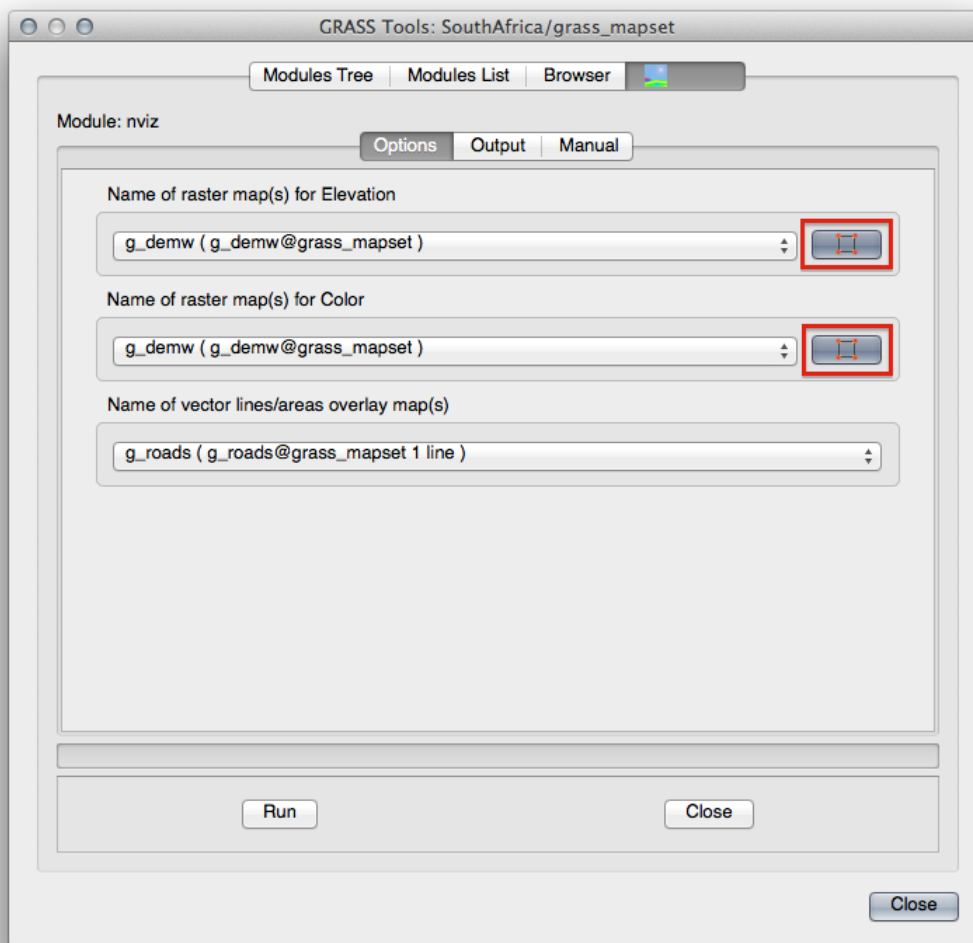 GRASS Tools: SouthAfrica/grass_mapset
Modules Tree Modules List Browser
Module: nviz
Options Output Manual
Name of raster map(s) for Elevation
g_demw ( g_demw@grass_mapset )
Name of raster map(s) for Color
g_demw ( g_demw@grass_mapset )
Name of vector lines/areas overlay map(s)
g_roads ( g_roads@grass_mapset 1 line )
Run Close
Close